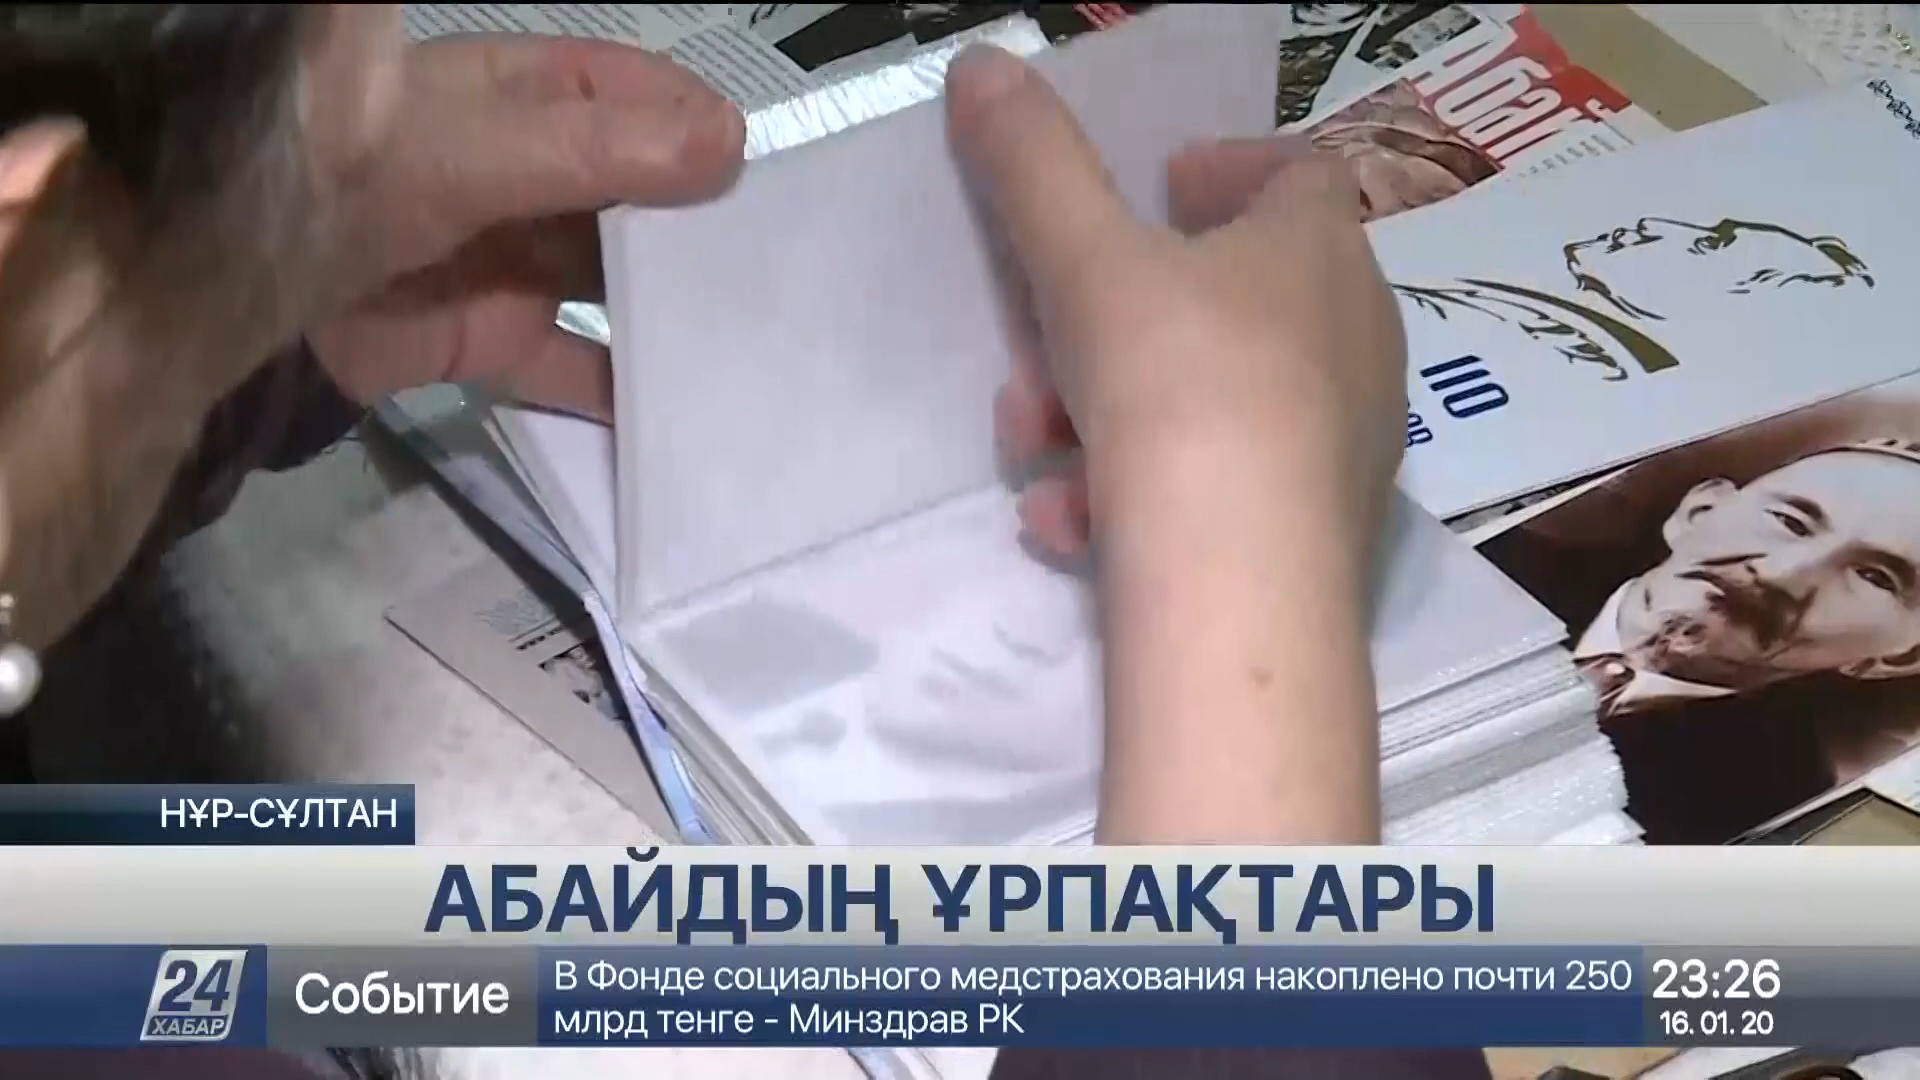 Абай
110
НҰР-СҰЛТАН
АБАЙДЫҢ ҰРПАҚТАРЫ
24
ХАБАР
Событие
В Фонде социального медстрахования накоплено почти 250
млрд тенге - Минздрав РК
23:26
16.01.20